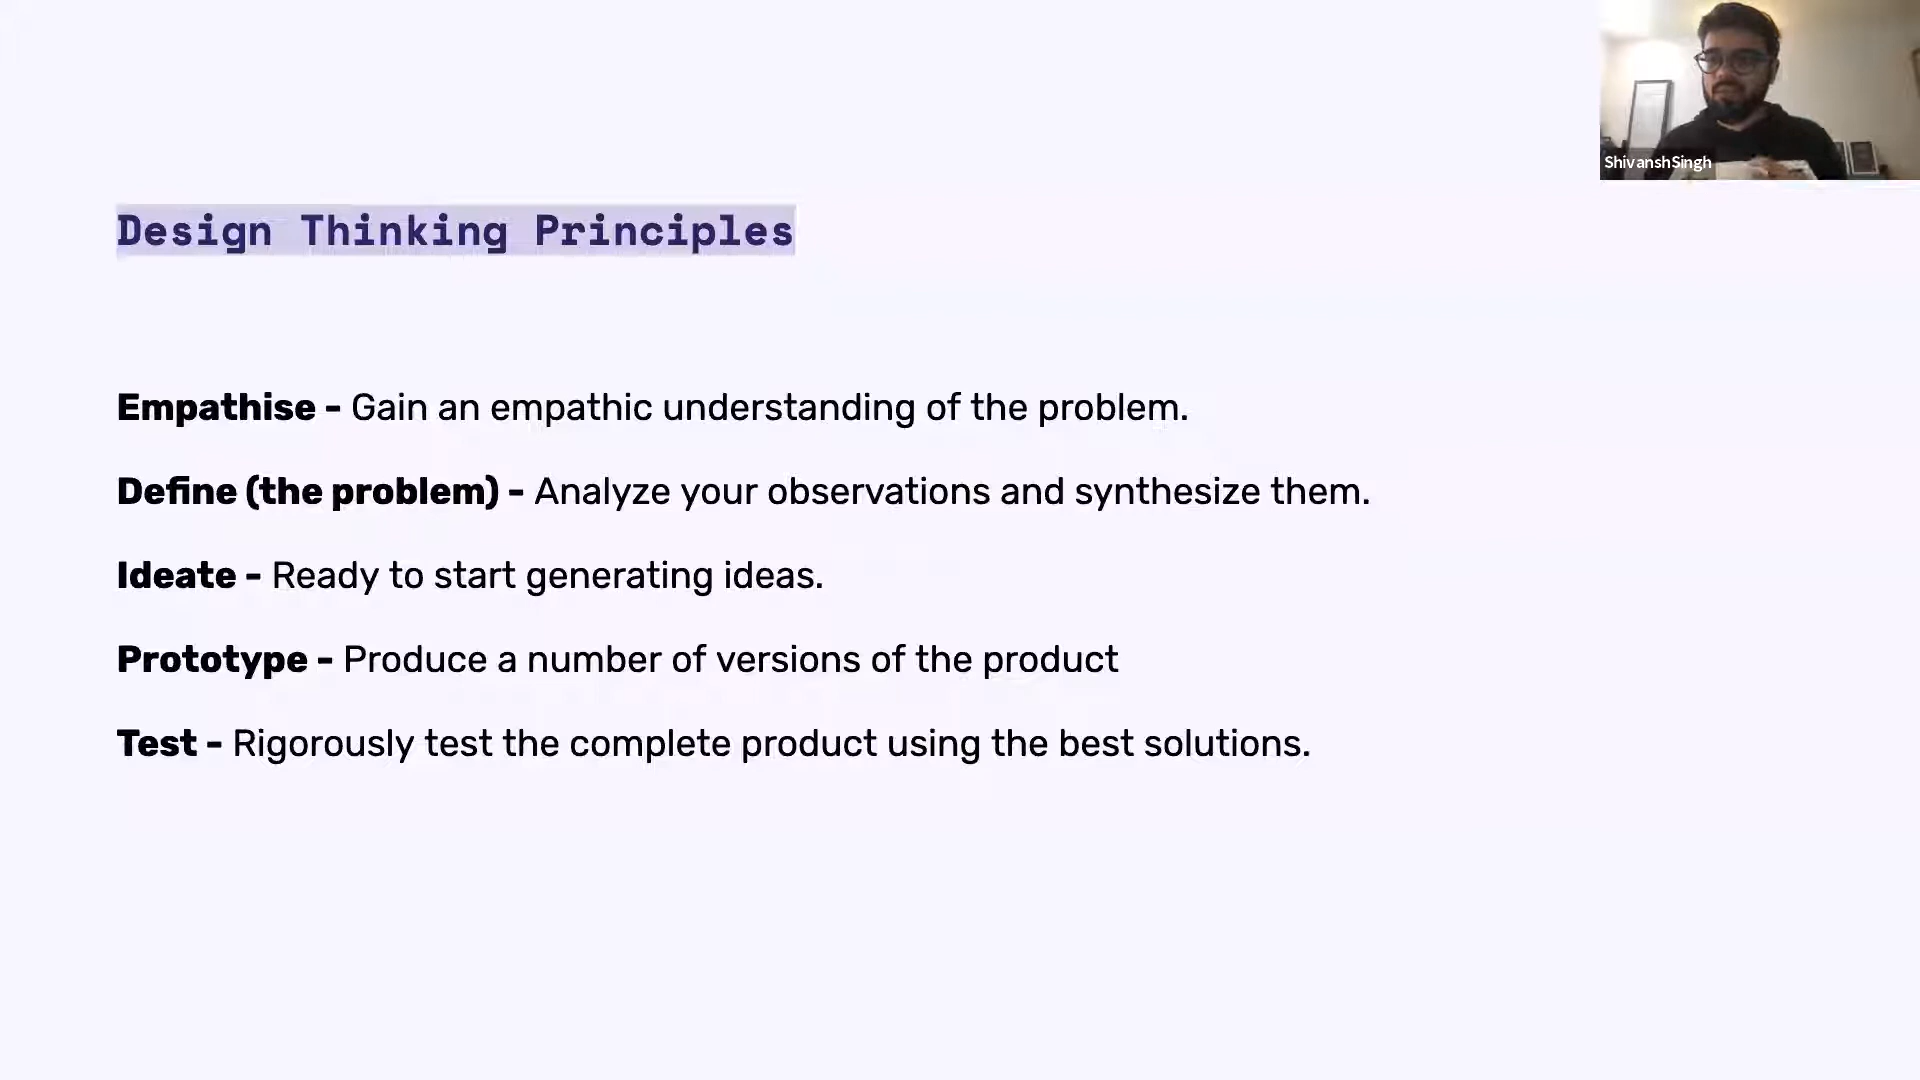 ShivanshSingh
Design Thinking Principles
Empathise - Gain an empathic understanding of the problem.
Define (the problem) - Analyze your observations and synthesize them.
Ideate - Ready to start generating ideas.
Prototype - Produce a number of versions of the product
Test - Rigorously test the complete product using the best solutions.